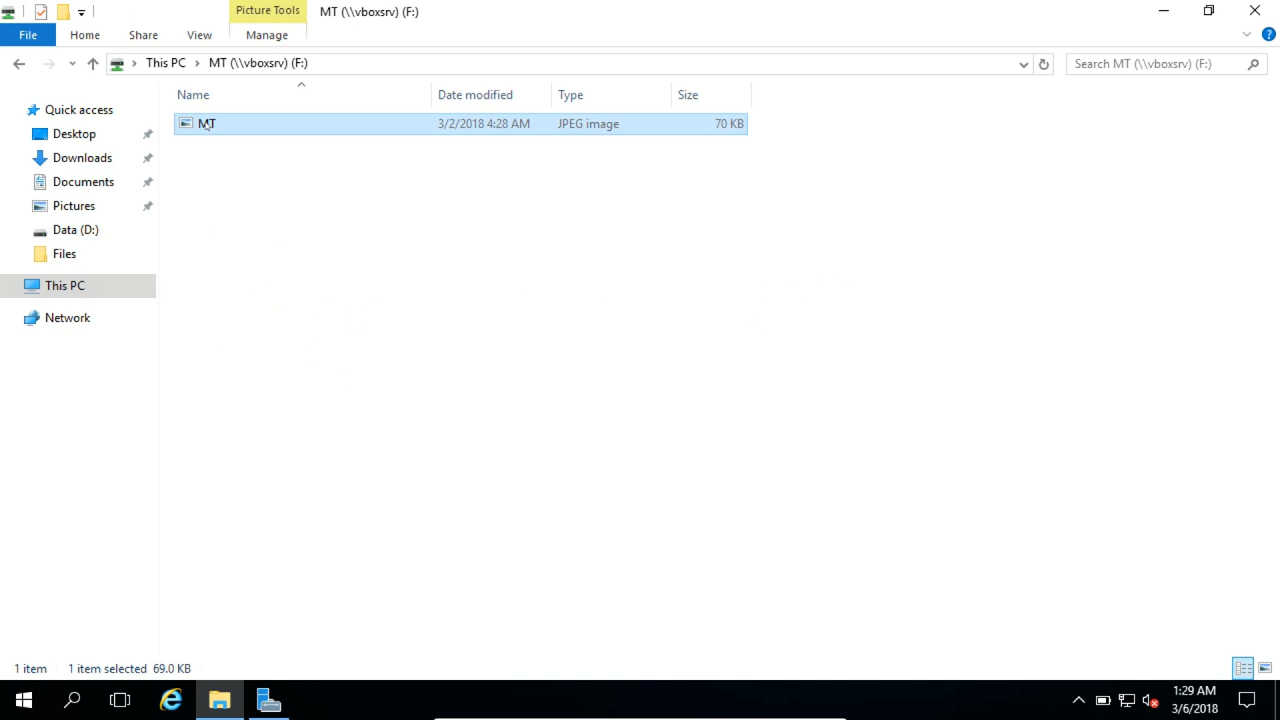 Picture Tools
MT (\\vboxsrv) (F:)
File
Home
Share
View
Manage
This PC
MT (\\vboxsrv) (F:)
Search MT (\\vboxsrv) (F:)
Name
Date modified
Type
Size
MT
3/2/2018 4:28 AM
JPEG image
70 KB
Quick access
Desktop
Downloads
Documents
Pictures
Data (D:)
Files
This PC
Network
1 item
1 item selected 69.0 KB
1:29 AM
3/6/2018